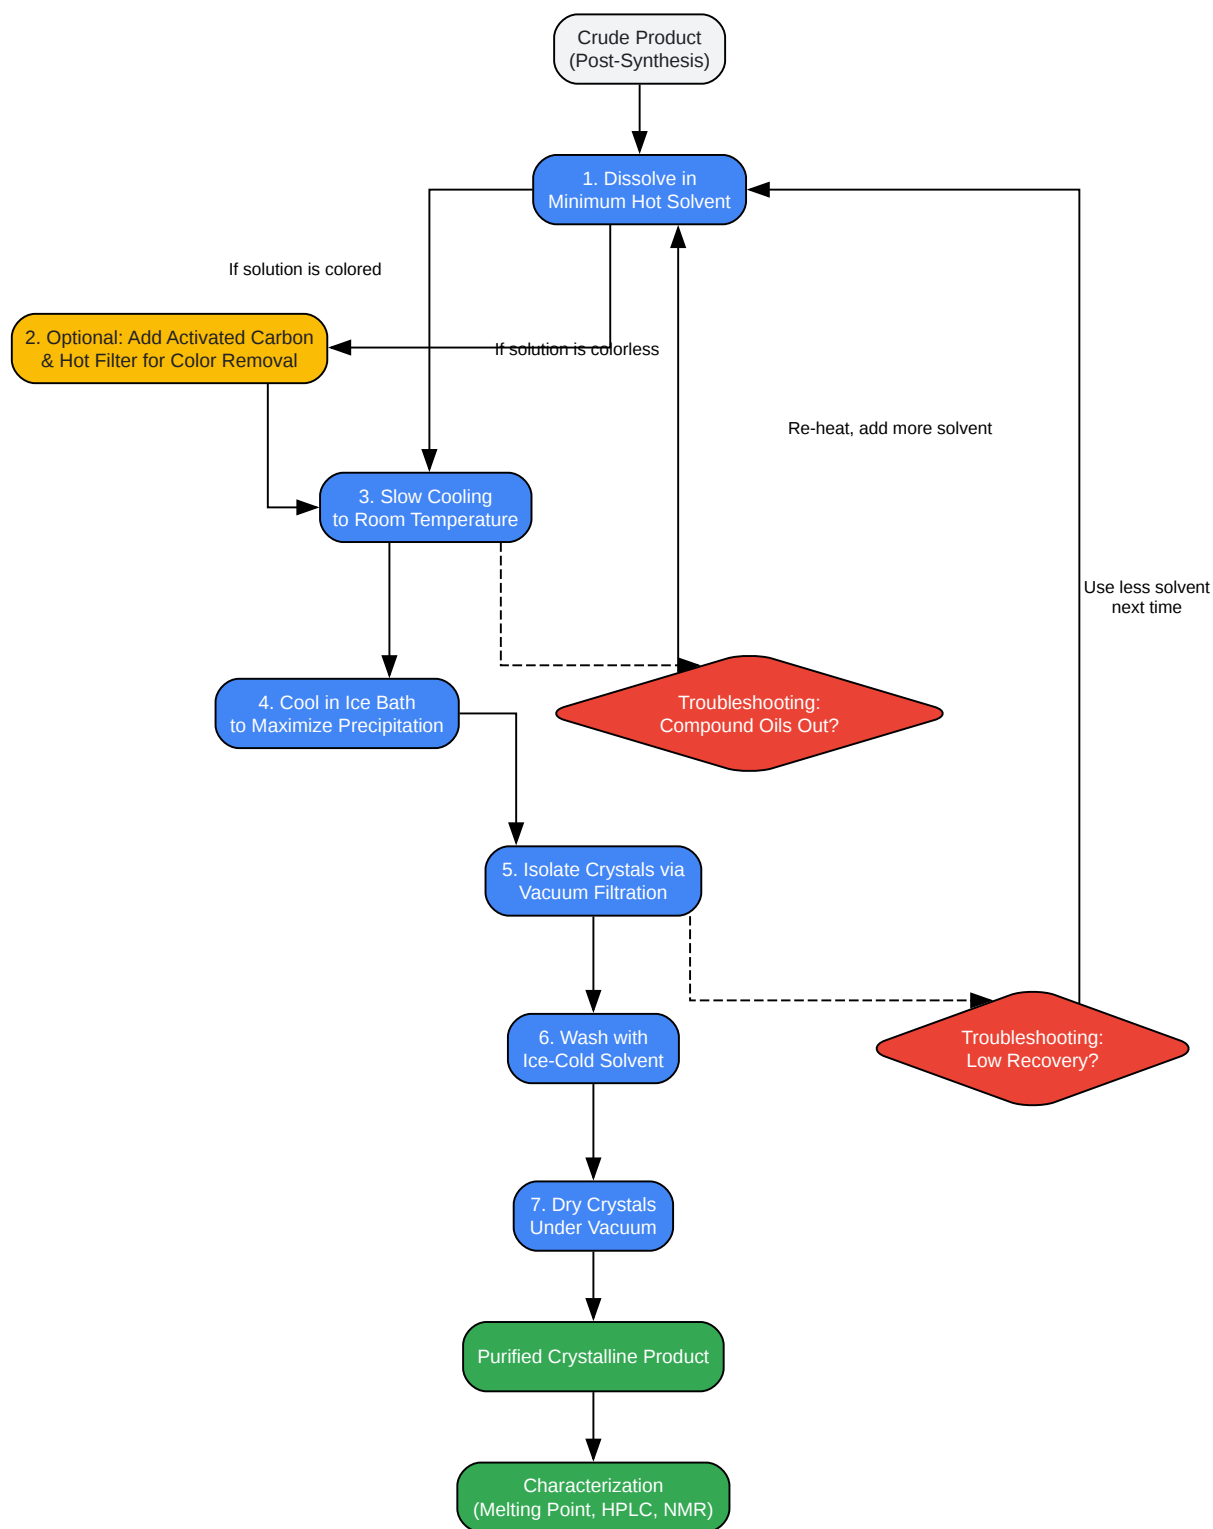 Crude Product
(Post-Synthesis)
1. Dissolve in
Minimum Hot Solvent
If solution is colored
2. Optional: Add Activated Carbon
& Hot Filter for Color Removal
If solution is colorless
Re-heat, add more solvent
3. Slow Cooling
to Room Temperature
Use less solvent
next time
4. Cool in Ice Bath
to Maximize Precipitation
Troubleshooting:
Compound Oils Out?
5. Isolate Crystals via
Vacuum Filtration
6. Wash with
Ice-Cold Solvent
Troubleshooting:
Low Recovery?
7. Dry Crystals
Under Vacuum
Purified Crystalline Product
Characterization
(Melting Point, HPLC, NMR)